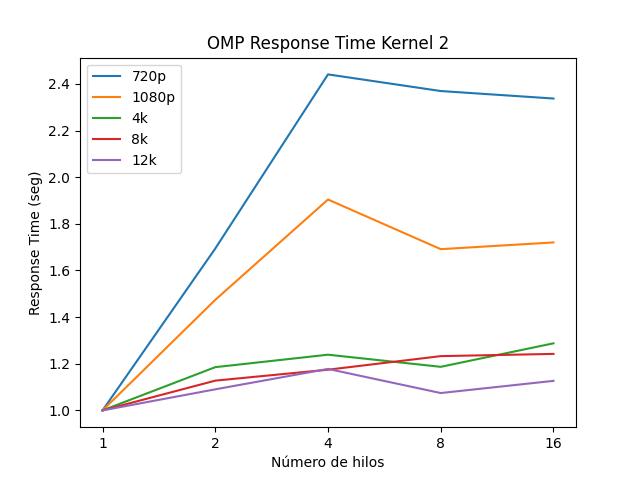 OMP Response Time Kernel 2
720p
1080p
4k
8k
12k
Response Time (seg)
2.4
2.2
2.0
1.8
1.6
1.4
1.2
1.0
1 2 4 8 16
Número de hilos